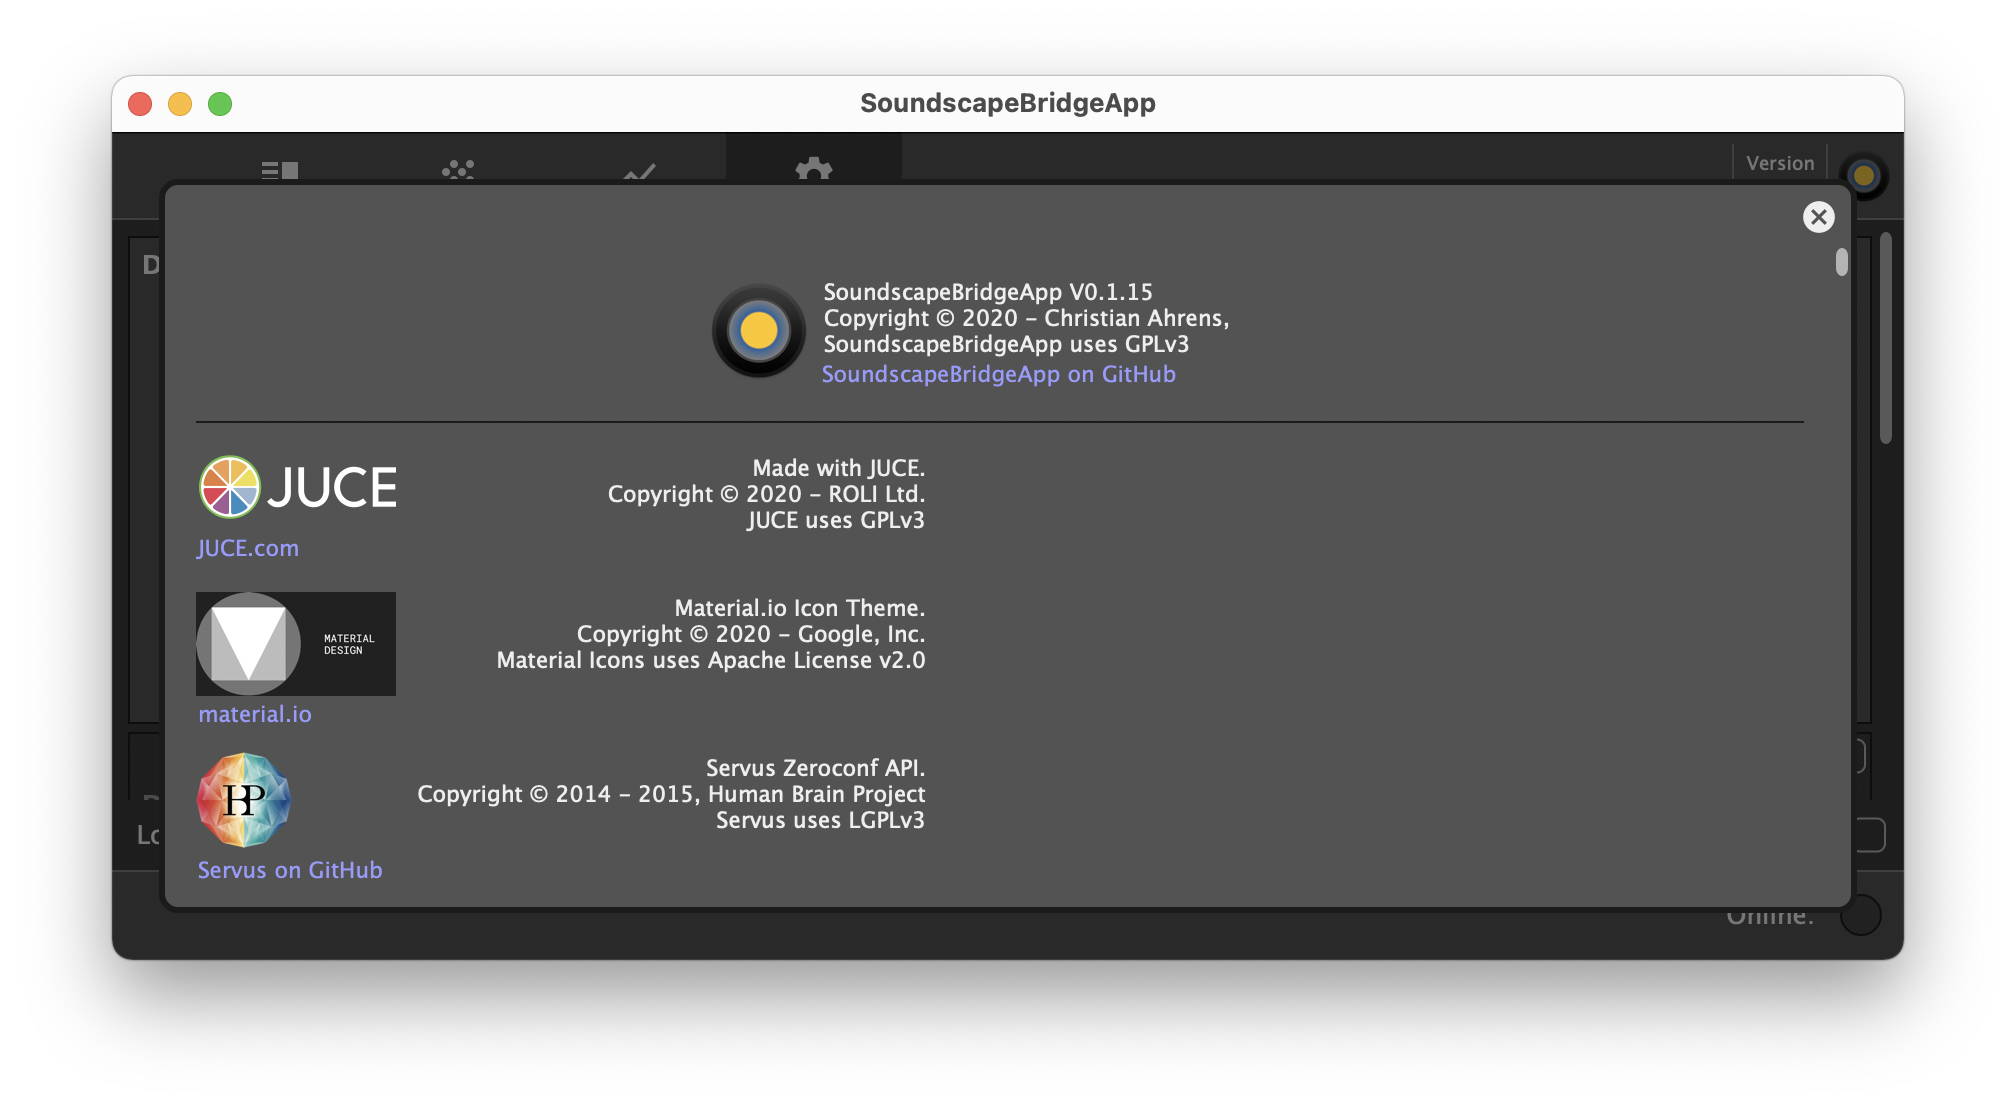 SoundscapeBridgeApp
Version
D
SoundscapeBridgeApp V0.1.15
Copyright © 2020 - Christian Ahrens,
SoundscapeBridgeApp uses GPLv3
SoundscapeBridgeApp on GitHub
JUCE
Made with JUCE.
Copyright © 2020 - ROLI Ltd.
JUCE uses GPLv3
JUCE.com
MATERIAL
DESIGN
Material.io Icon Theme.
Copyright © 2020 - Google, Inc.
Material Icons uses Apache License v2.0
material.io
HBP
Servus Zeroconf API.
Copyright © 2014 - 2015, Human Brain Project
Servus uses LGPLv3
Lo
Servus on GitHub
Online: